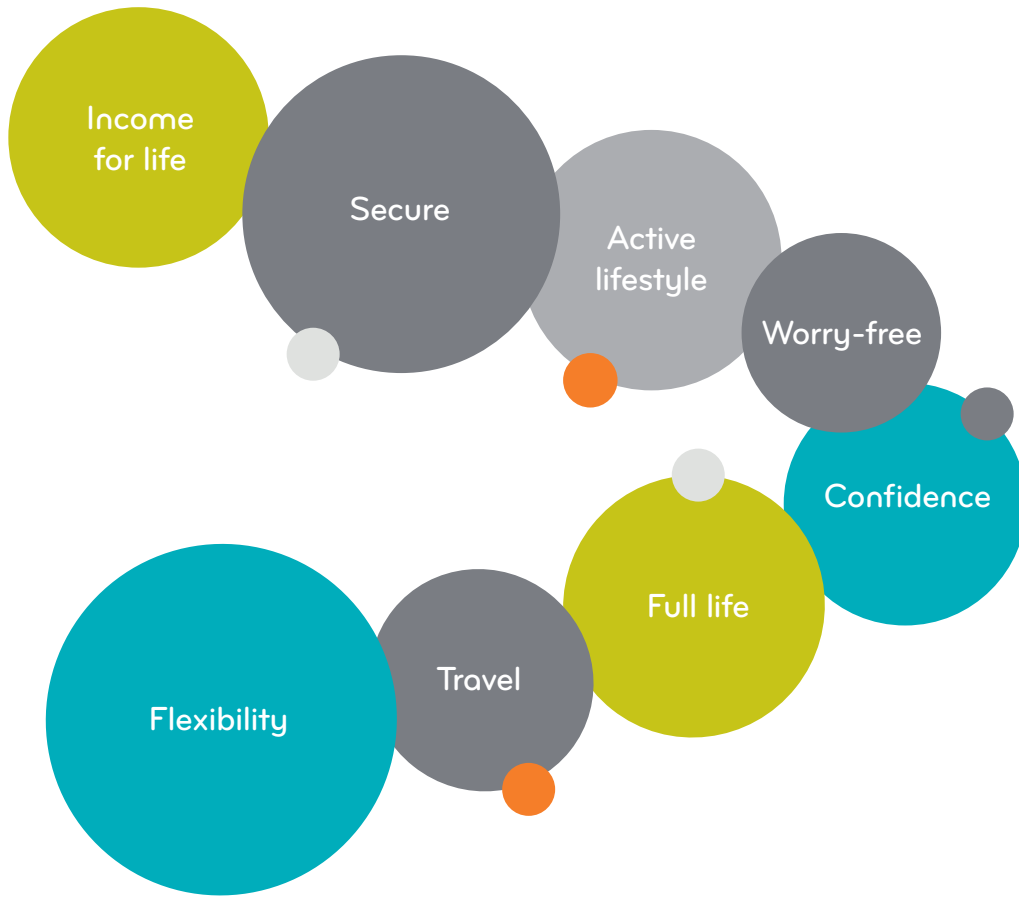 Income
for life
Secure
Active
lifestyle
Worry-free
Confidence
Full life
Travel
Flexibility